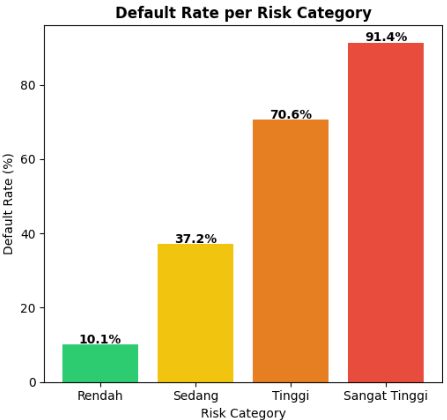 Default Rate per Risk Category
Default Rate (%)
80
60
40
20
0
91.4%
70.6%
37.2%
10.1%
Rendah Sedang Tinggi Sangat Tinggi
Risk Category